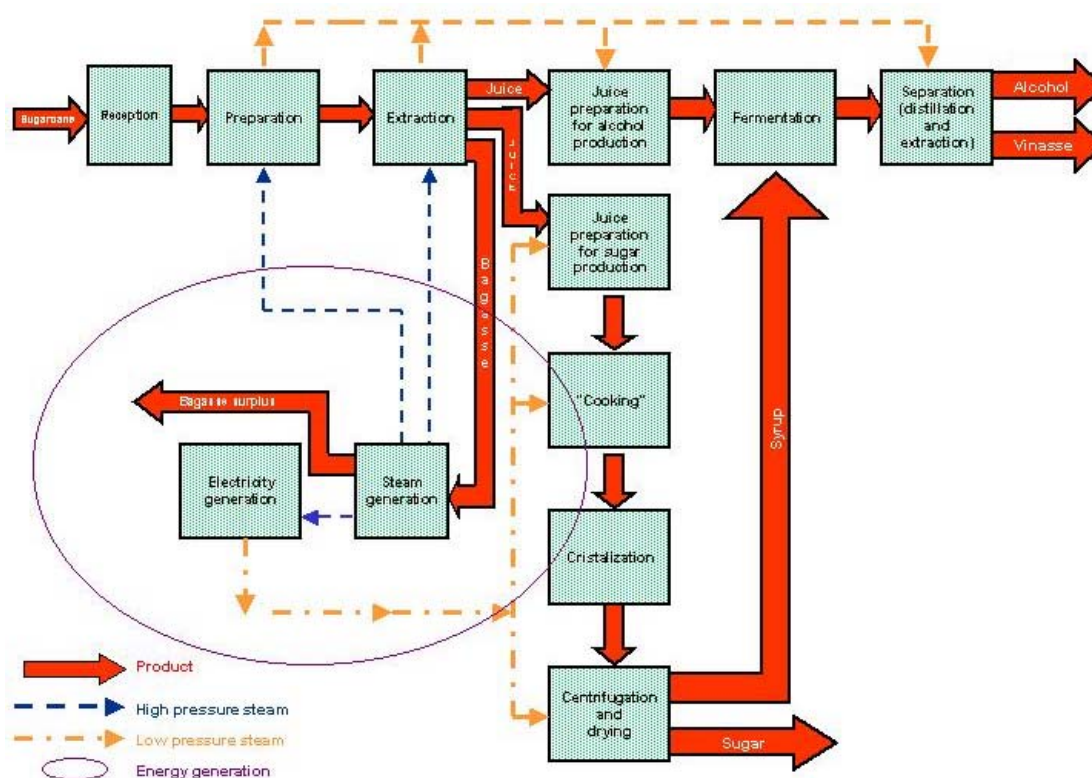 Sugarcane
Reception
Preparation
Extraction
Juice
Juice
preparation
for alcohol
production
Fermentation
Separation
(distillation
and
extraction)
Alcohol
Vinasse
Juice
Bagasse
Juice
preparation
for sugar
production
"Cooking"
Syrup
Bagasse surplus
Electricity
generation
Steam
generation
Cristalization
Centrifugation
and
drying
Sugar
Product
High pressure steam
Low pressure steam
Energy generation